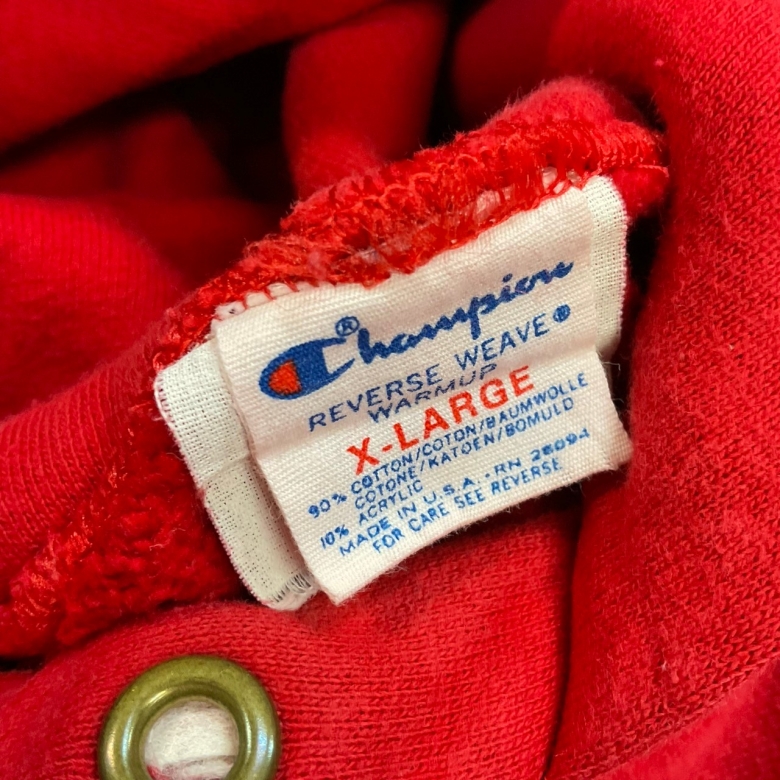 Champion®
REVERSE WEAVE®
WARMUP
X-LARGE
90% COTTON/COTON/BAUMWOLLE
COTONE/KATOEN/BOMULD
10% ACRYLIC
MADE IN U.S.A.-RN 26094
FOR CARE SEE REVERSE